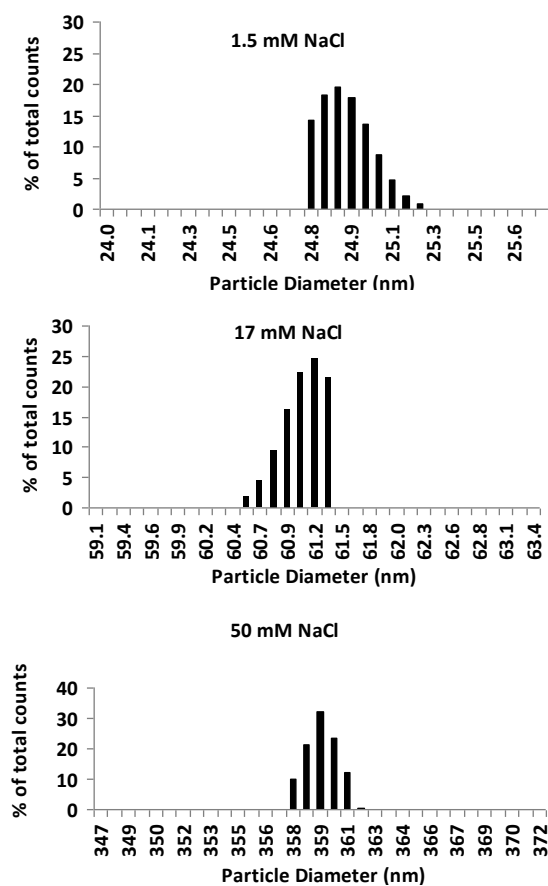 1.5 mM NaCl
% of total counts
30
25
20
15
10
5
0
24.0 24.1 24.3 24.4 24.5 24.6 24.8 24.9 25.1 25.3 25.5 25.6
Particle Diameter (nm)
17 mM NaCl
% of total counts
30
25
20
15
10
5
0
59.1 59.4 59.6 59.9 60.2 60.4 60.7 60.9 61.2 61.5 61.8 62.0 62.3 62.6 62.8 63.1 63.4
Particle Diameter (nm)
50 mM NaCl
% of total counts
40
30
20
10
0
347 349 350 352 353 355 356 358 359 361 363 364 366 367 369 370 372
Particle Diameter (nm)